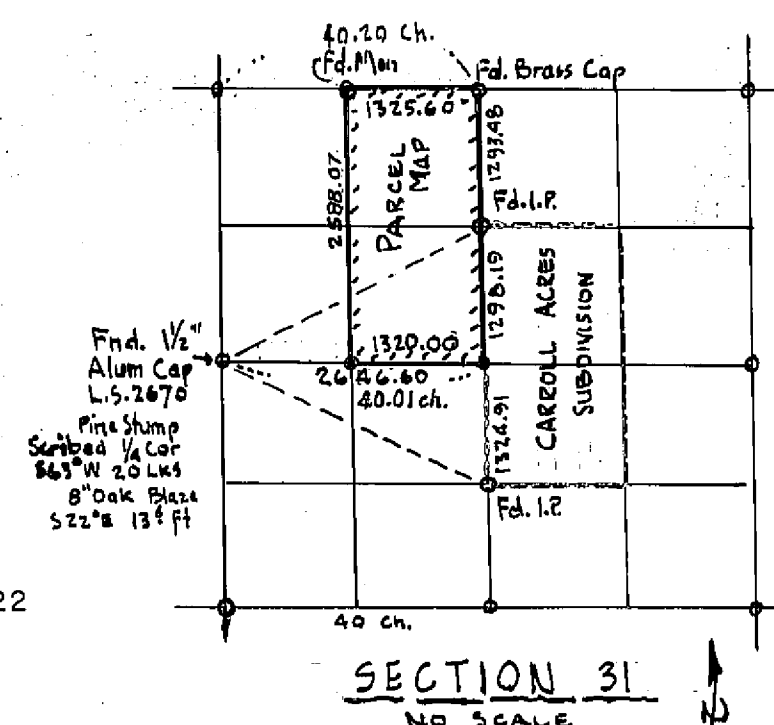 40.20 Ch.
Fd. Mon
Fd. Brass Cap
1325.60
1293.48
2588.07
PARCEL
MAP
Fd. I.P.
1298.19
CARROLL ACRES
SUBDIVISION
Fnd. 1½"
Alum Cap
L.S. 2670
Pine Stump
Scribed ¼ Cor
S63°W 20 LKS
8" Oak Blaze
S22°E 13⁶ Ft
1320.00
2646.60
40.01 ch.
1324.91
Fd. I.P.
22
40 Ch.
SECTION 31
NO SCALE
N